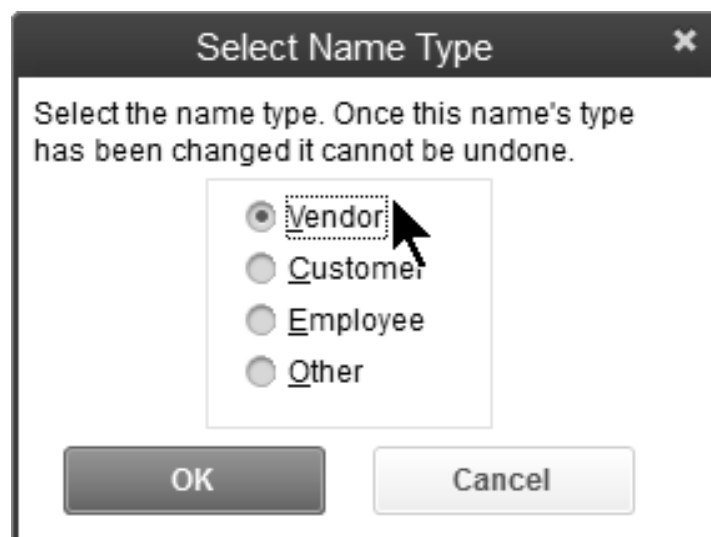 Select Name Type
Select the name type. Once this name's type
has been changed it cannot be undone.
Vendor
Customer
Employee
Other
OK
Cancel